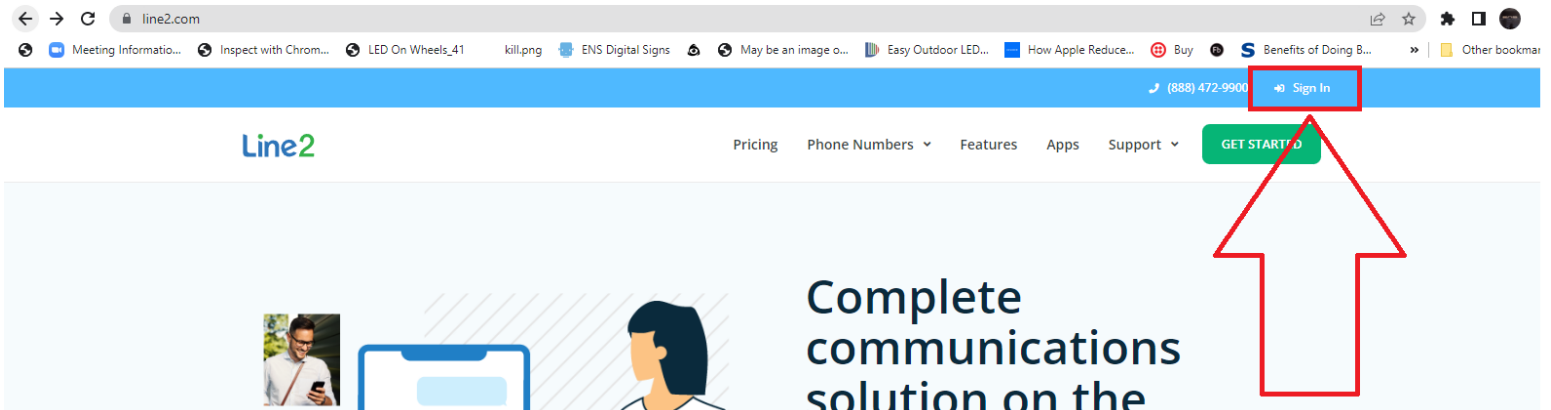 line2.com
Meeting Informatio... Inspect with Chrom... LED On Wheels_41 kill.png ENS Digital Signs May be an image o... Easy Outdoor LED... How Apple Reduce... Buy Fb Benefits of Doing B... » Other bookmar
(888) 472-9900 Sign In
Line2 Pricing Phone Numbers Features Apps Support GET STARTED
Complete
communications
solution on the